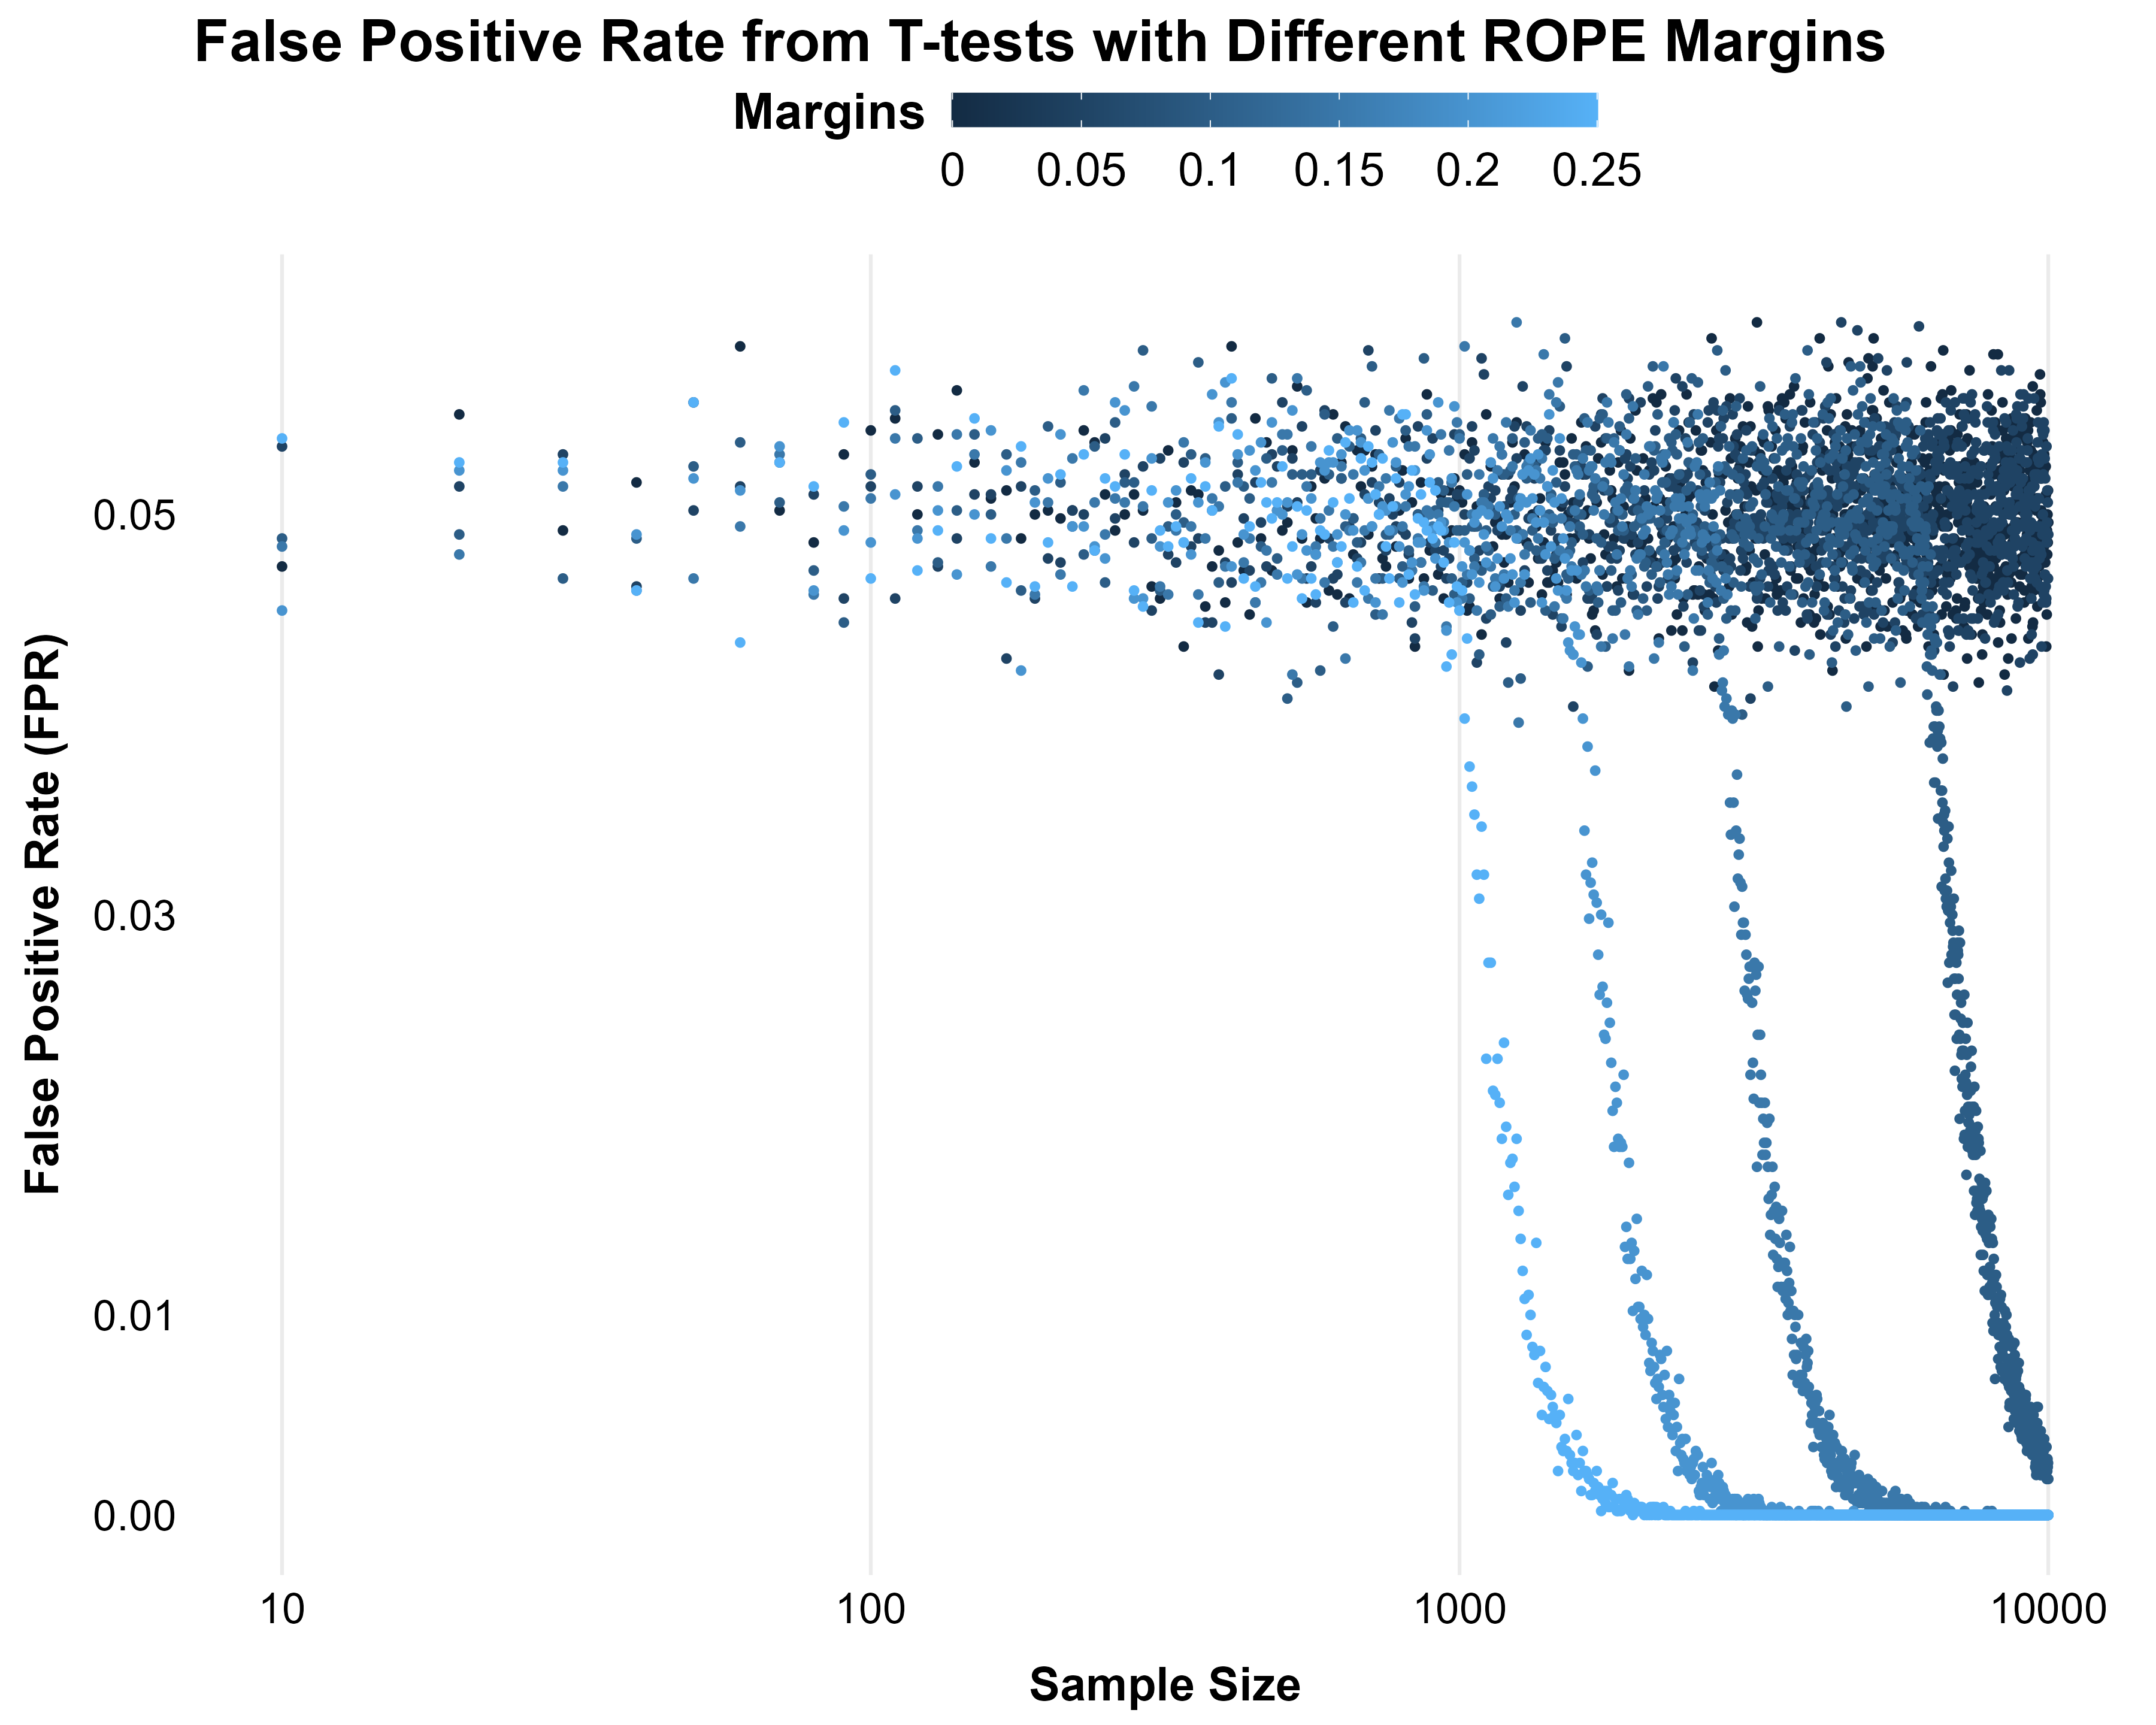 False Positive Rate from T-tests with Different ROPE Margins
Margins
0 0.05 0.1 0.15 0.2 0.25
False Positive Rate (FPR)
0.05
0.03
0.01
0.00
10 100 1000 10000
Sample Size